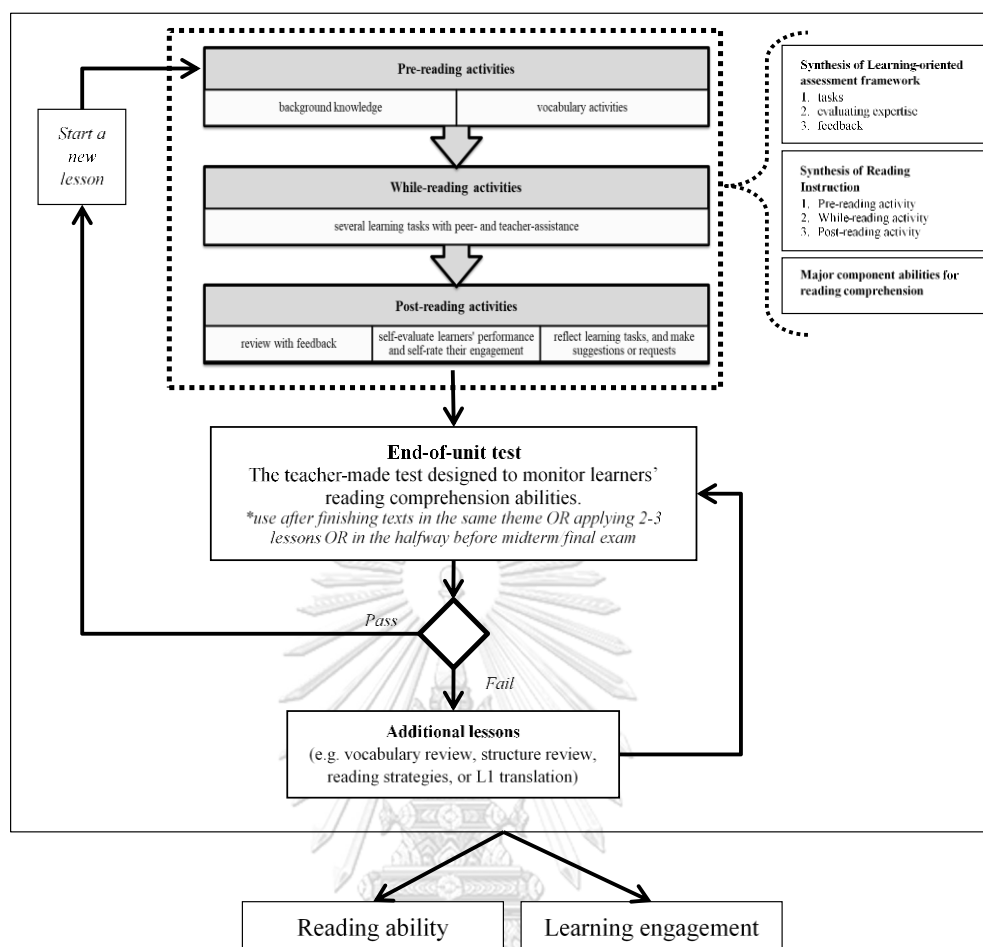 Pre-reading activities
background knowledge
vocabulary activities
While-reading activities
several learning tasks with peer- and teacher-assistance
Post-reading activities
review with feedback
self-evaluate learners' performance
and self-rate their engagement
reflect learning tasks, and make
suggestions or requests
Synthesis of Learning-oriented
assessment framework
1. tasks
2. evaluating expertise
3. feedback
Synthesis of Reading
Instruction
1. Pre-reading activity
2. While-reading activity
3. Post-reading activity
Major component abilities for
reading comprehension
Start a
new
lesson
End-of-unit test
The teacher-made test designed to monitor learners'
reading comprehension abilities.
*use after finishing texts in the same theme OR applying 2-3
lessons OR in the halfway before midterm final exam
Pass
Fail
Additional lessons
(e.g. vocabulary review, structure review,
reading strategies, or L1 translation)
Reading ability
Learning engagement